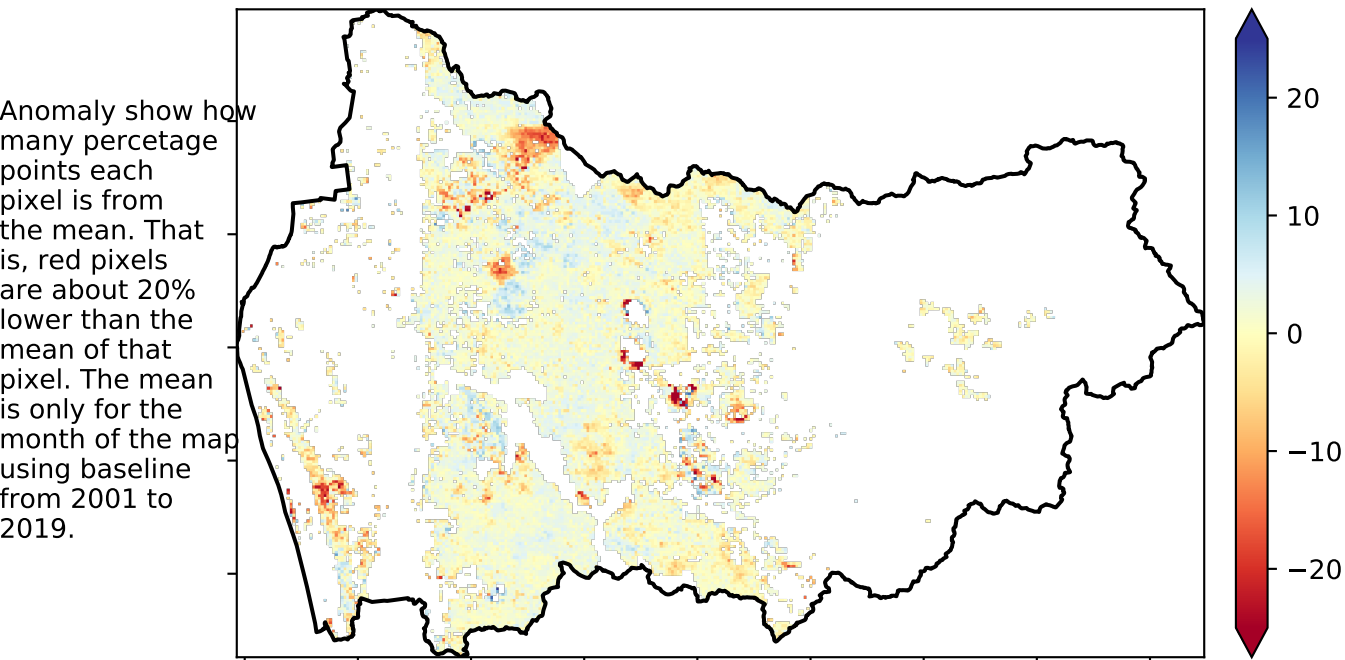 Anomaly show how
many percetage
points each
pixel is from
the mean. That
is, red pixels
are about 20%
lower than the
mean of that
pixel. The mean
is only for the
month of the map
using baseline
from 2001 to
2019.
20
10
0
−10
−20